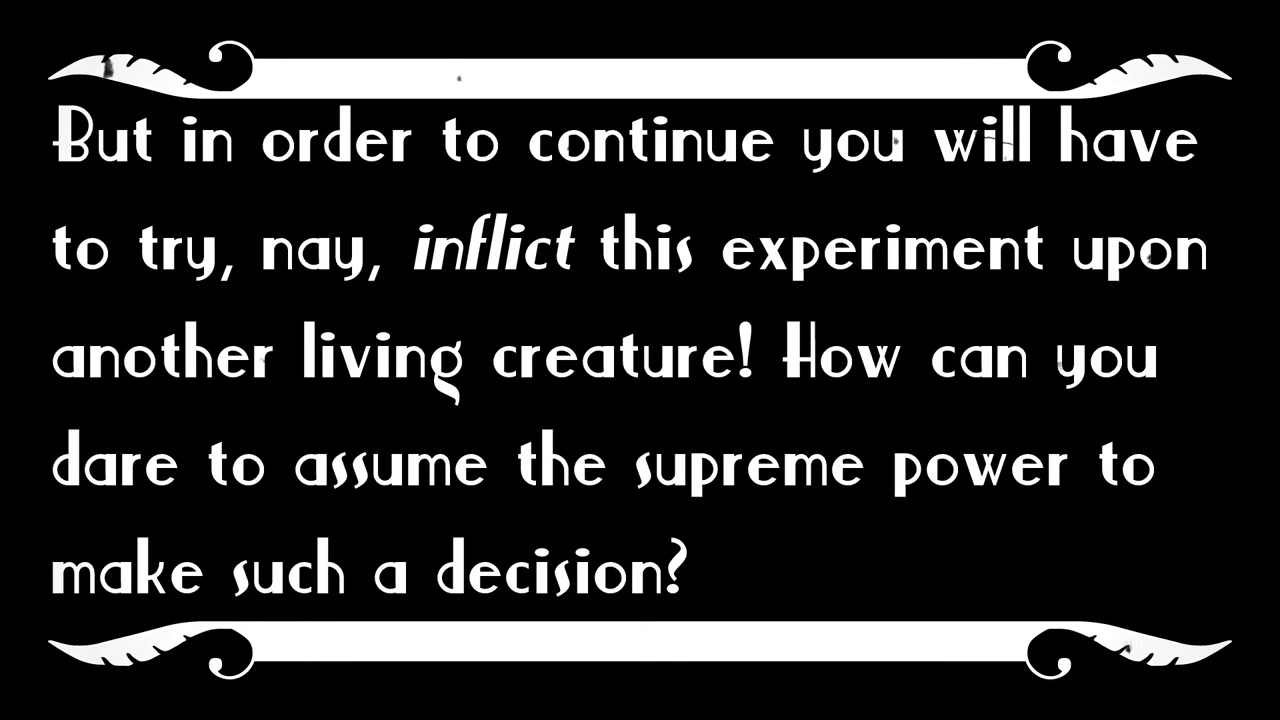 But in order to continue you will have
to try, nay, inflict this experiment upon
another living creature! How can you
dare to assume the supreme power to
make such a decision?